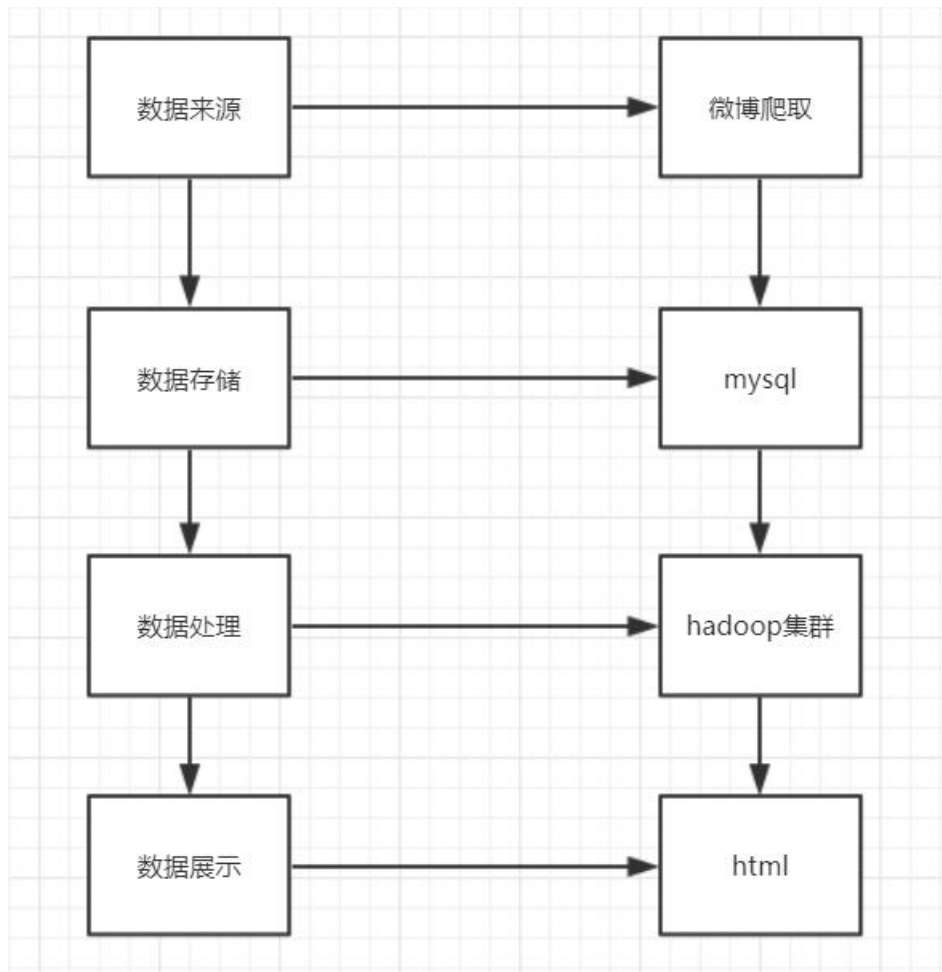 数据来源
微博爬取
数据存储
mysql
数据处理
hadoop集群
数据展示
html